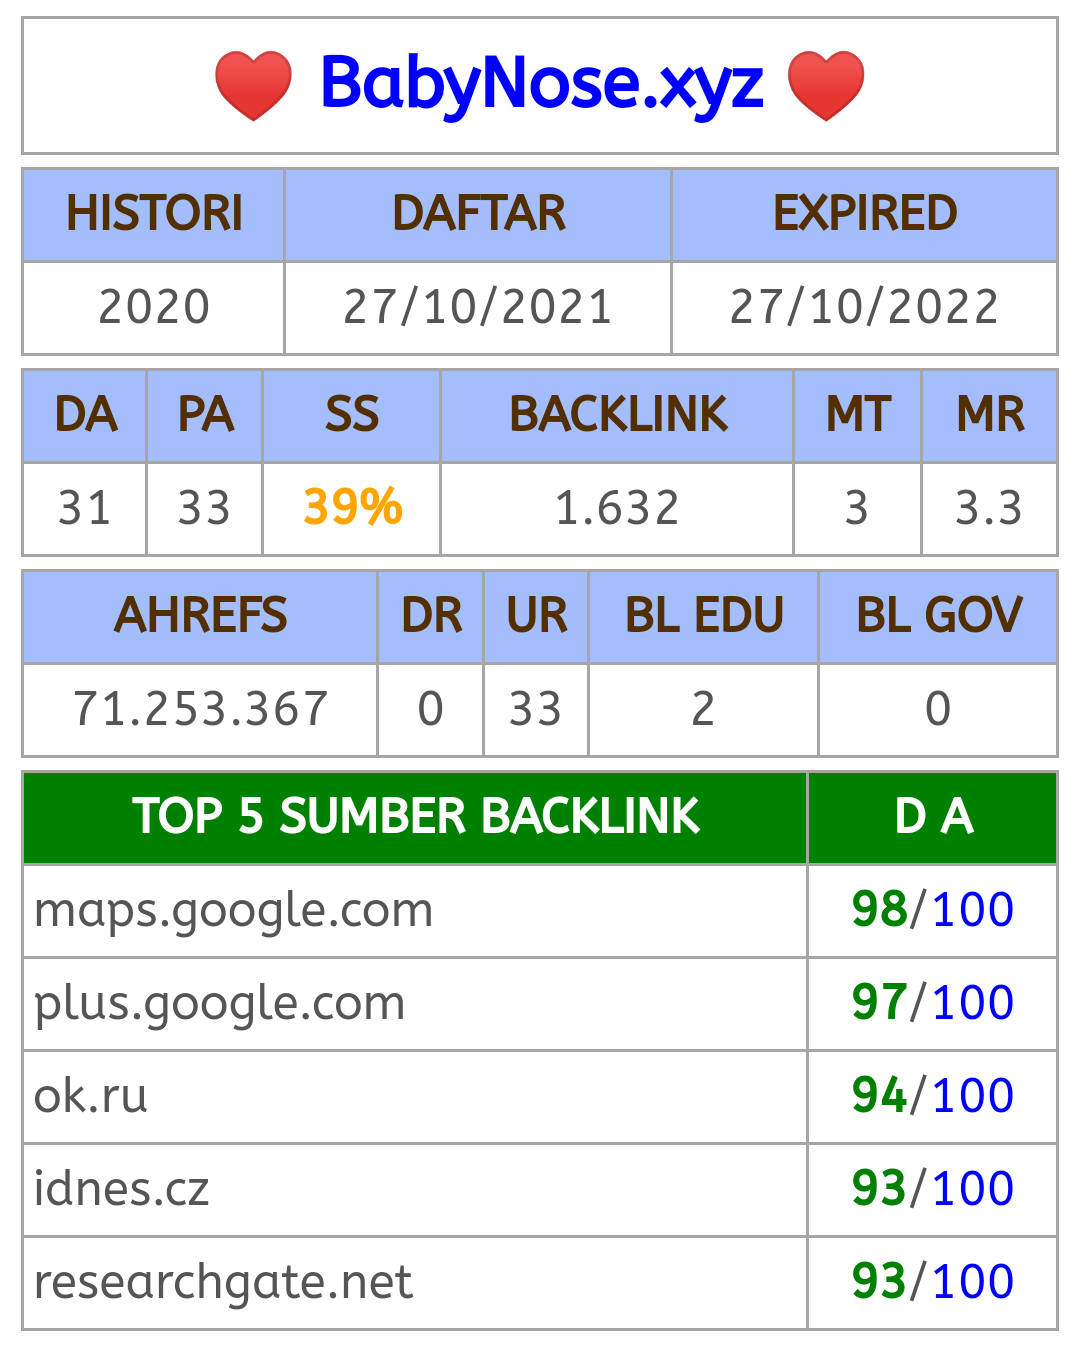 BabyNose.xyz
HISTORI DAFTAR EXPIRED
2020 27/10/2021 27/10/2022
DA PA SS BACKLINK MT MR
31 33 39% 1.632 3 3.3
AHREFS DR UR BL EDU BL GOV
71.253.367 0 33 2 0
TOP 5 SUMBER BACKLINK D A
maps.google.com 98/100
plus.google.com 97/100
ok.ru 94/100
idnes.cz 93/100
researchgate.net 93/100